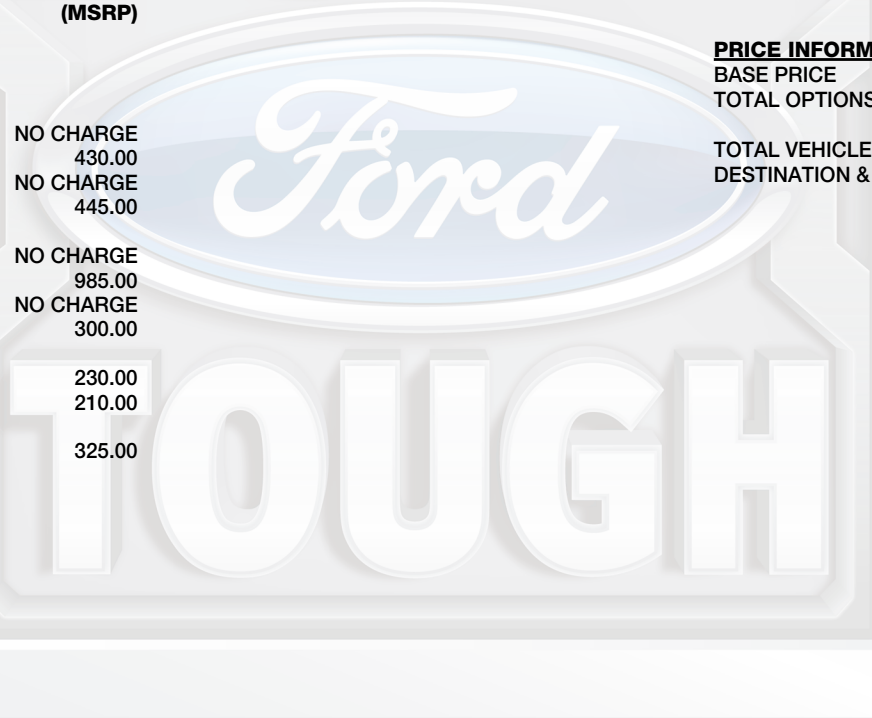 (MSRP)
NO CHARGE
430.00
NO CHARGE
445.00
NO CHARGE
985.00
NO CHARGE
300.00
230.00
210.00
325.00
PRICE INFORM
BASE PRICE
TOTAL OPTIONS
TOTAL VEHICLE
DESTINATION &
Ford
TOUGH